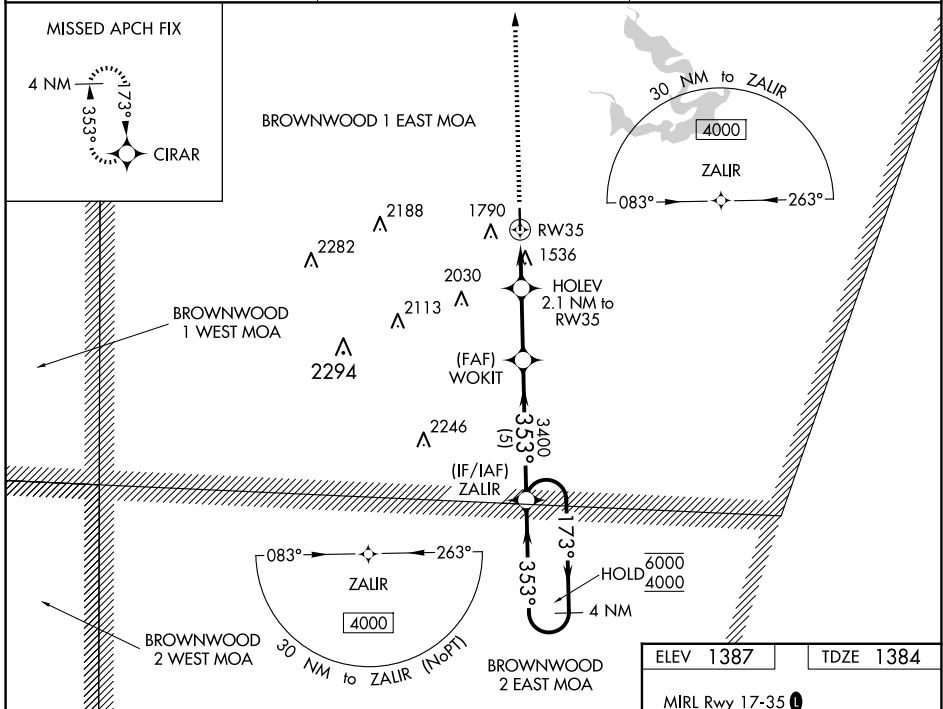 MISSED APCH FIX
4 NM
353°
173°
CIRAR
BROWNWOOD 1 EAST MOA
30 NM to ZALIR
4000
ZALIR
083°
263°
2188
2282
1790
RW35
1536
2030
2113
HOLEV
2.1 NM to
RW35
BROWNWOOD
1 WEST MOA
2294
(FAF)
WOKIT
2246
3400
353°
(5)
(IF/IAF)
ZALIR
173°
353°
HOLD
6000
4000
4 NM
083°
263°
ZALIR
4000
30 NM to ZALIR (NoPT)
BROWNWOOD
2 WEST MOA
BROWNWOOD
2 EAST MOA
ELEV 1387
TDZE 1384
MIRL Rwy 17-35 L